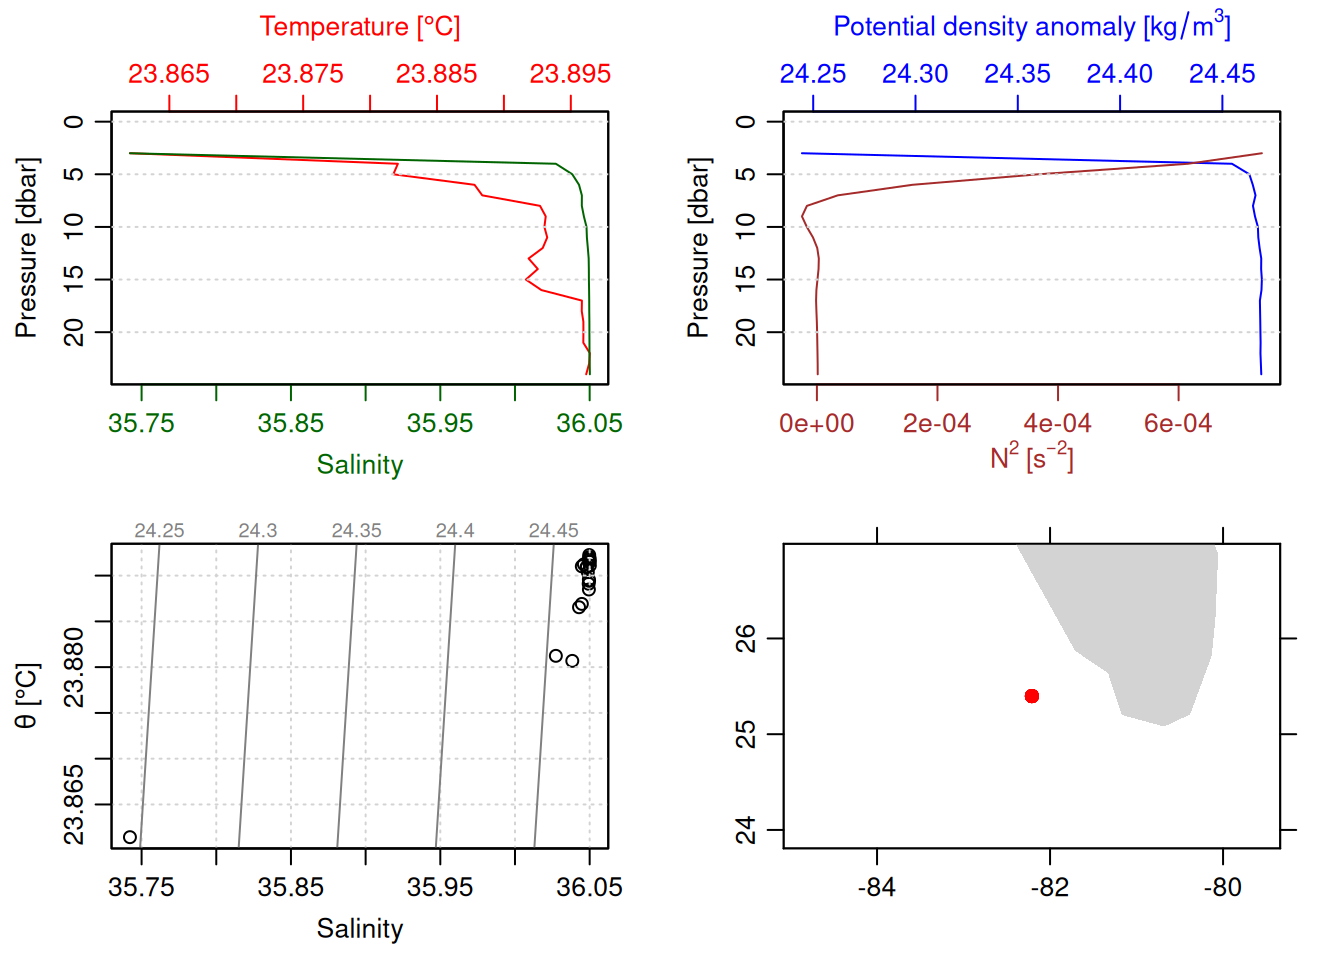 Temperature [°C]
23.865 23.875 23.885 23.895
Pressure [dbar]
0
5
10
15
20
35.75 35.85 35.95 36.05
Salinity
Potential density anomaly [kg/m³]
24.25 24.30 24.35 24.40 24.45
Pressure [dbar]
0
5
10
15
20
0e+00 2e-04 4e-04 6e-04
N² [s⁻²]
24.25 24.3 24.35 24.4 24.45
θ [°C]
23.880
23.865
35.75 35.85 35.95 36.05
Salinity
26
25
24
-84 -82 -80